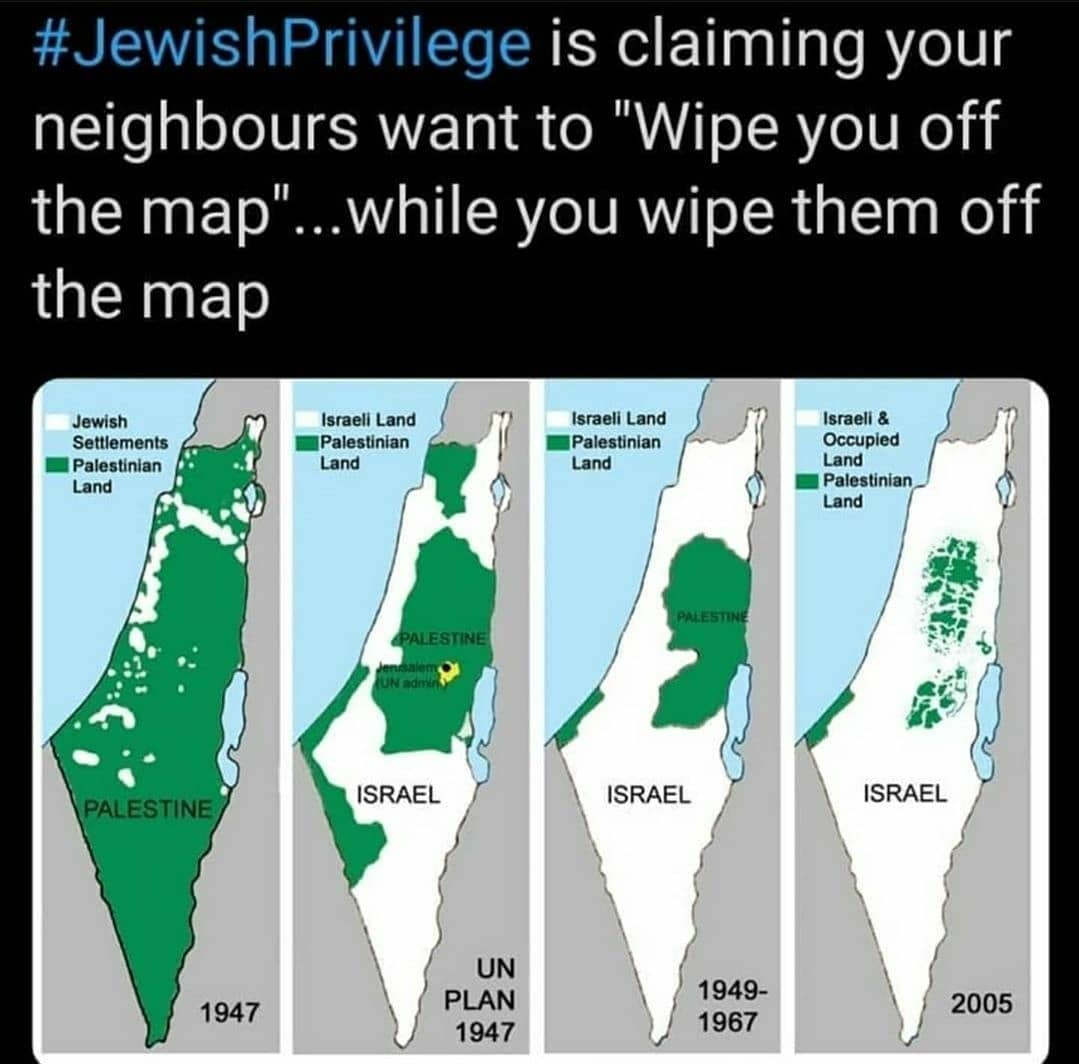 #JewishPrivilege is claiming your
neighbours want to "Wipe you off
the map"...while you wipe them off
the map
Jewish
Settlements
Palestinian
Land
PALESTINE
1947
Israeli Land
Palestinian
Land
PALESTINE
Jerusalem
(UN admin)
ISRAEL
UN
PLAN
1947
Israeli Land
Palestinian
Land
PALESTINE
ISRAEL
1949-
1967
Israeli &
Occupied
Land
Palestinian
Land
ISRAEL
2005